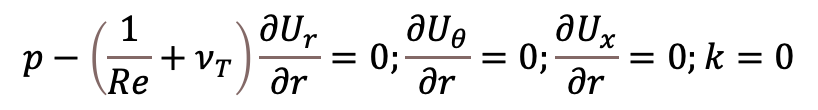 p − (1/Re + ν_T) ∂U_r/∂r = 0; ∂U_θ/∂r = 0; ∂U_x/∂r = 0; k = 0